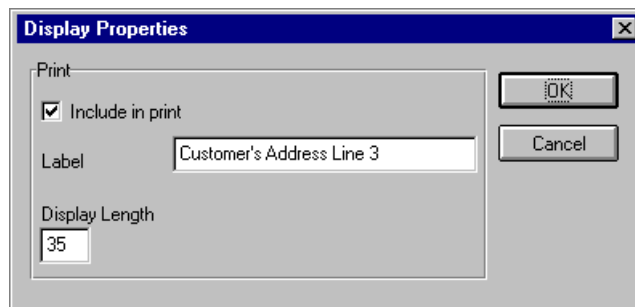 Display Properties
Print
Include in print
OK
Label
Customer's Address Line 3
Cancel
Display Length
35